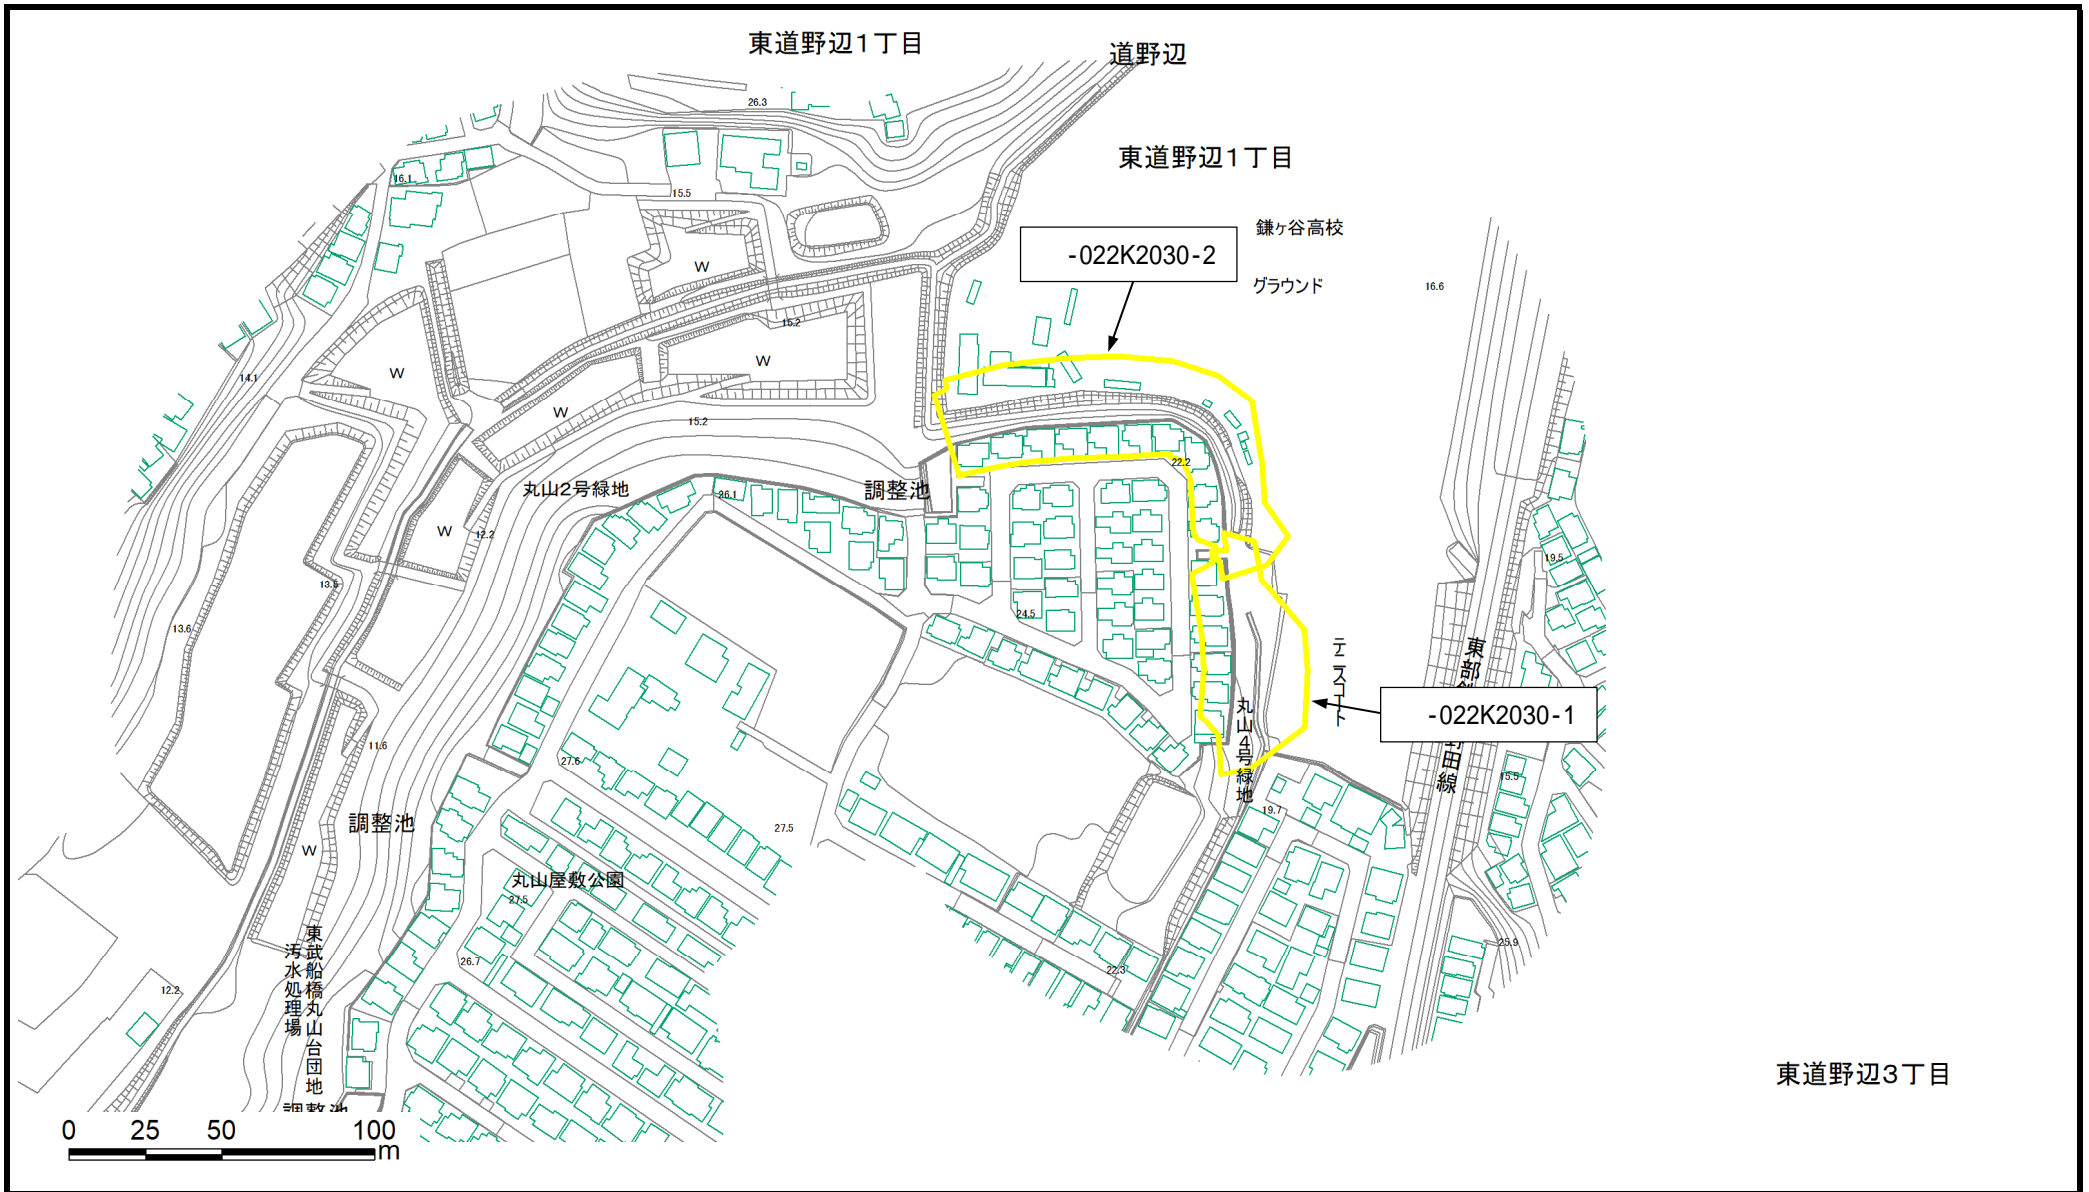 東道野辺1丁目
道野辺
26.3
東道野辺1丁目
16.1
15.5
鎌ヶ谷高校
-022K2030-2
W
グラウンド
16.6
15.2
W
W
14.1
W
15.2
22.2
丸山2号緑地
26.1
調整池
W
12.2
19.5
13.5
24.5
13.6
テニスコート
東部
田線
-022K2030-1
丸山4号緑地
11.6
27.6
15.5
19.7
調整池
27.5
W
丸山屋敷公園
27.5
25.9
東武船橋丸山台団地
汚水処理場
26.7
22.3
12.2
東道野辺3丁目
調整池
0 25 50 100
m